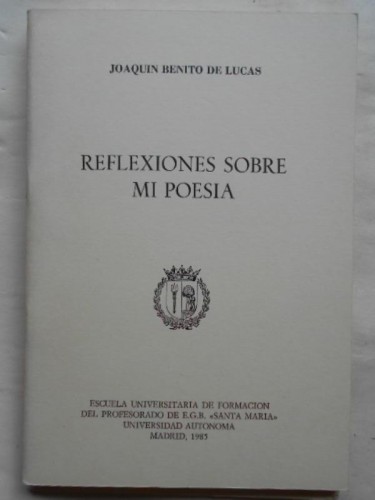 JOAQUIN BENITO DE LUCAS
REFLEXIONES SOBRE
MI POESIA
ESCUELA UNIVERSITARIA DE FORMACION
DEL PROFESORADO DE E.G.B. «SANTA MARIA»
UNIVERSIDAD AUTONOMA
MADRID, 1985